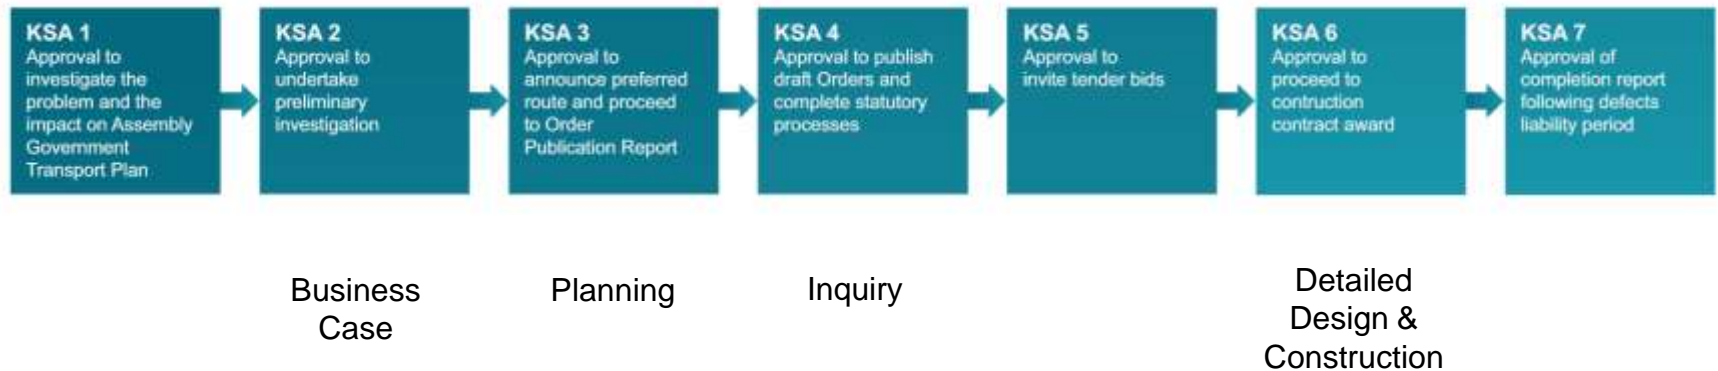 KSA 1
Approval to
investigate the
problem and the
impact on Assembly
Government
Transport Plan
KSA 2
Approval to
undertake
preliminary
investigation
KSA 3
Approval to
announce preferred
route and proceed
to Order
Publication Report
KSA 4
Approval to publish
draft Orders and
complete statutory
processes
KSA 5
Approval to
invite tender bids
KSA 6
Approval to
proceed to
contruction
contract award
KSA 7
Approval of
completion report
following defects
liability period
Business
Case
Planning
Inquiry
Detailed
Design &
Construction